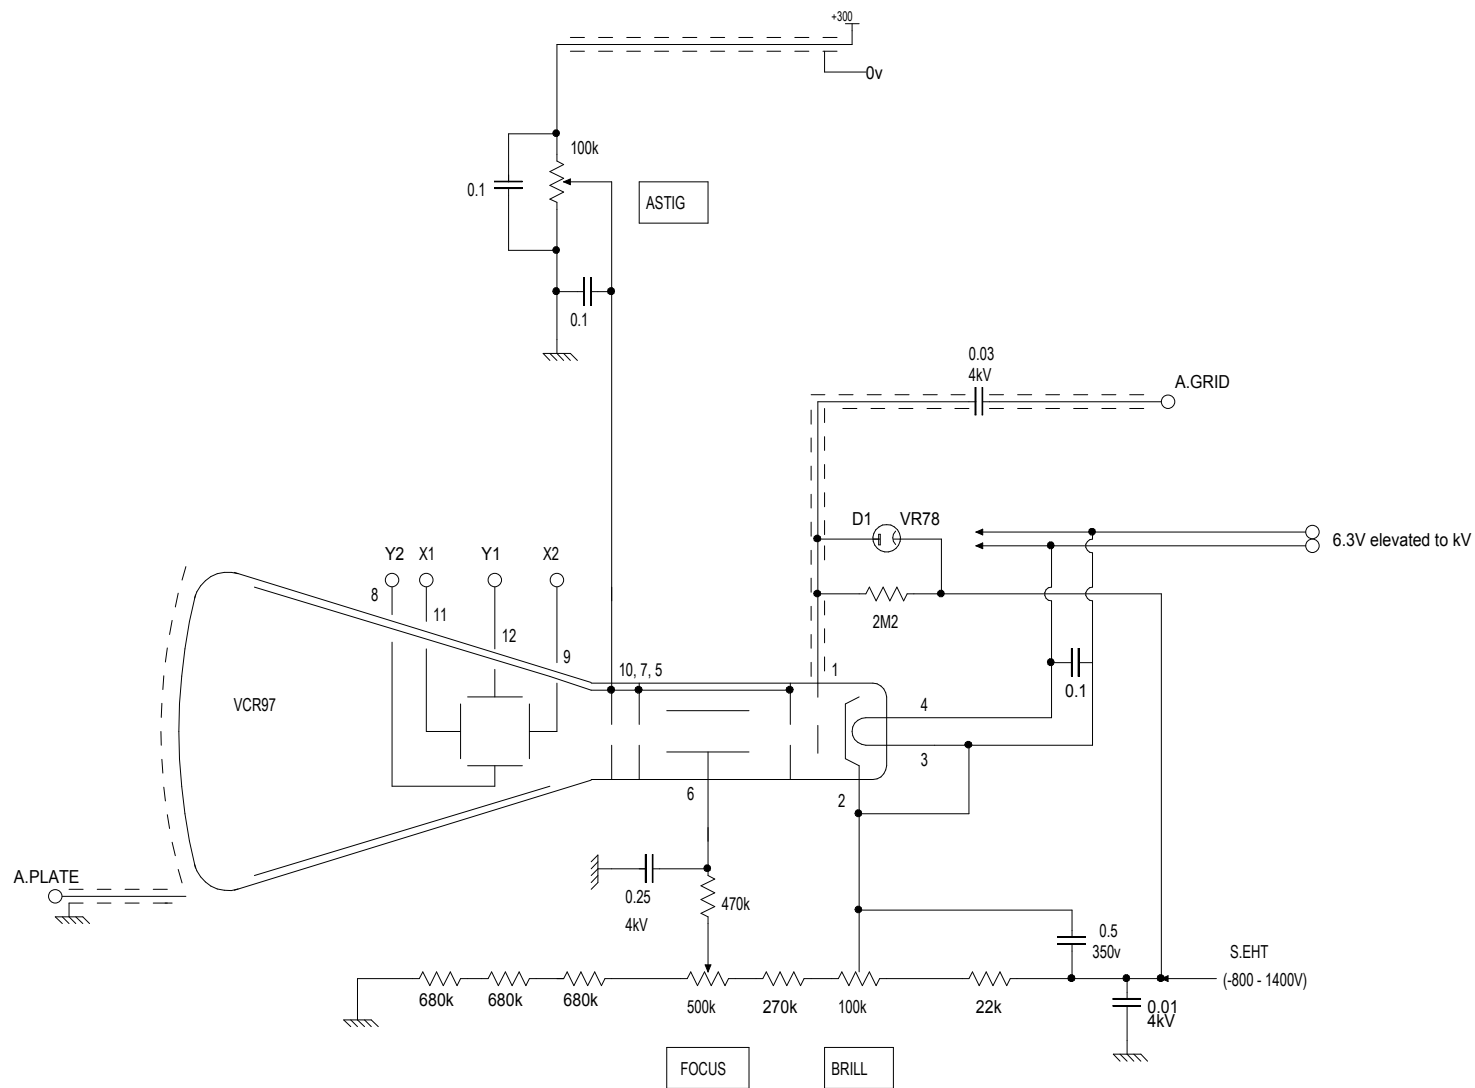 +300
0v
100k
0.1
ASTIG
0.1
0.03
4kV
A.GRID
D1 VR78
6.3V elevated to kV
Y2 X1 Y1 X2
8
11
12
9
2M2
10, 7, 5
1
0.1
VCR97
4
3
6
2
A.PLATE
0.25
4kV
470k
0.5
350v
S.EHT
(-800 - 1400V)
680k 680k 680k 500k 270k 100k 22k
0.01
4kV
FOCUS
BRILL